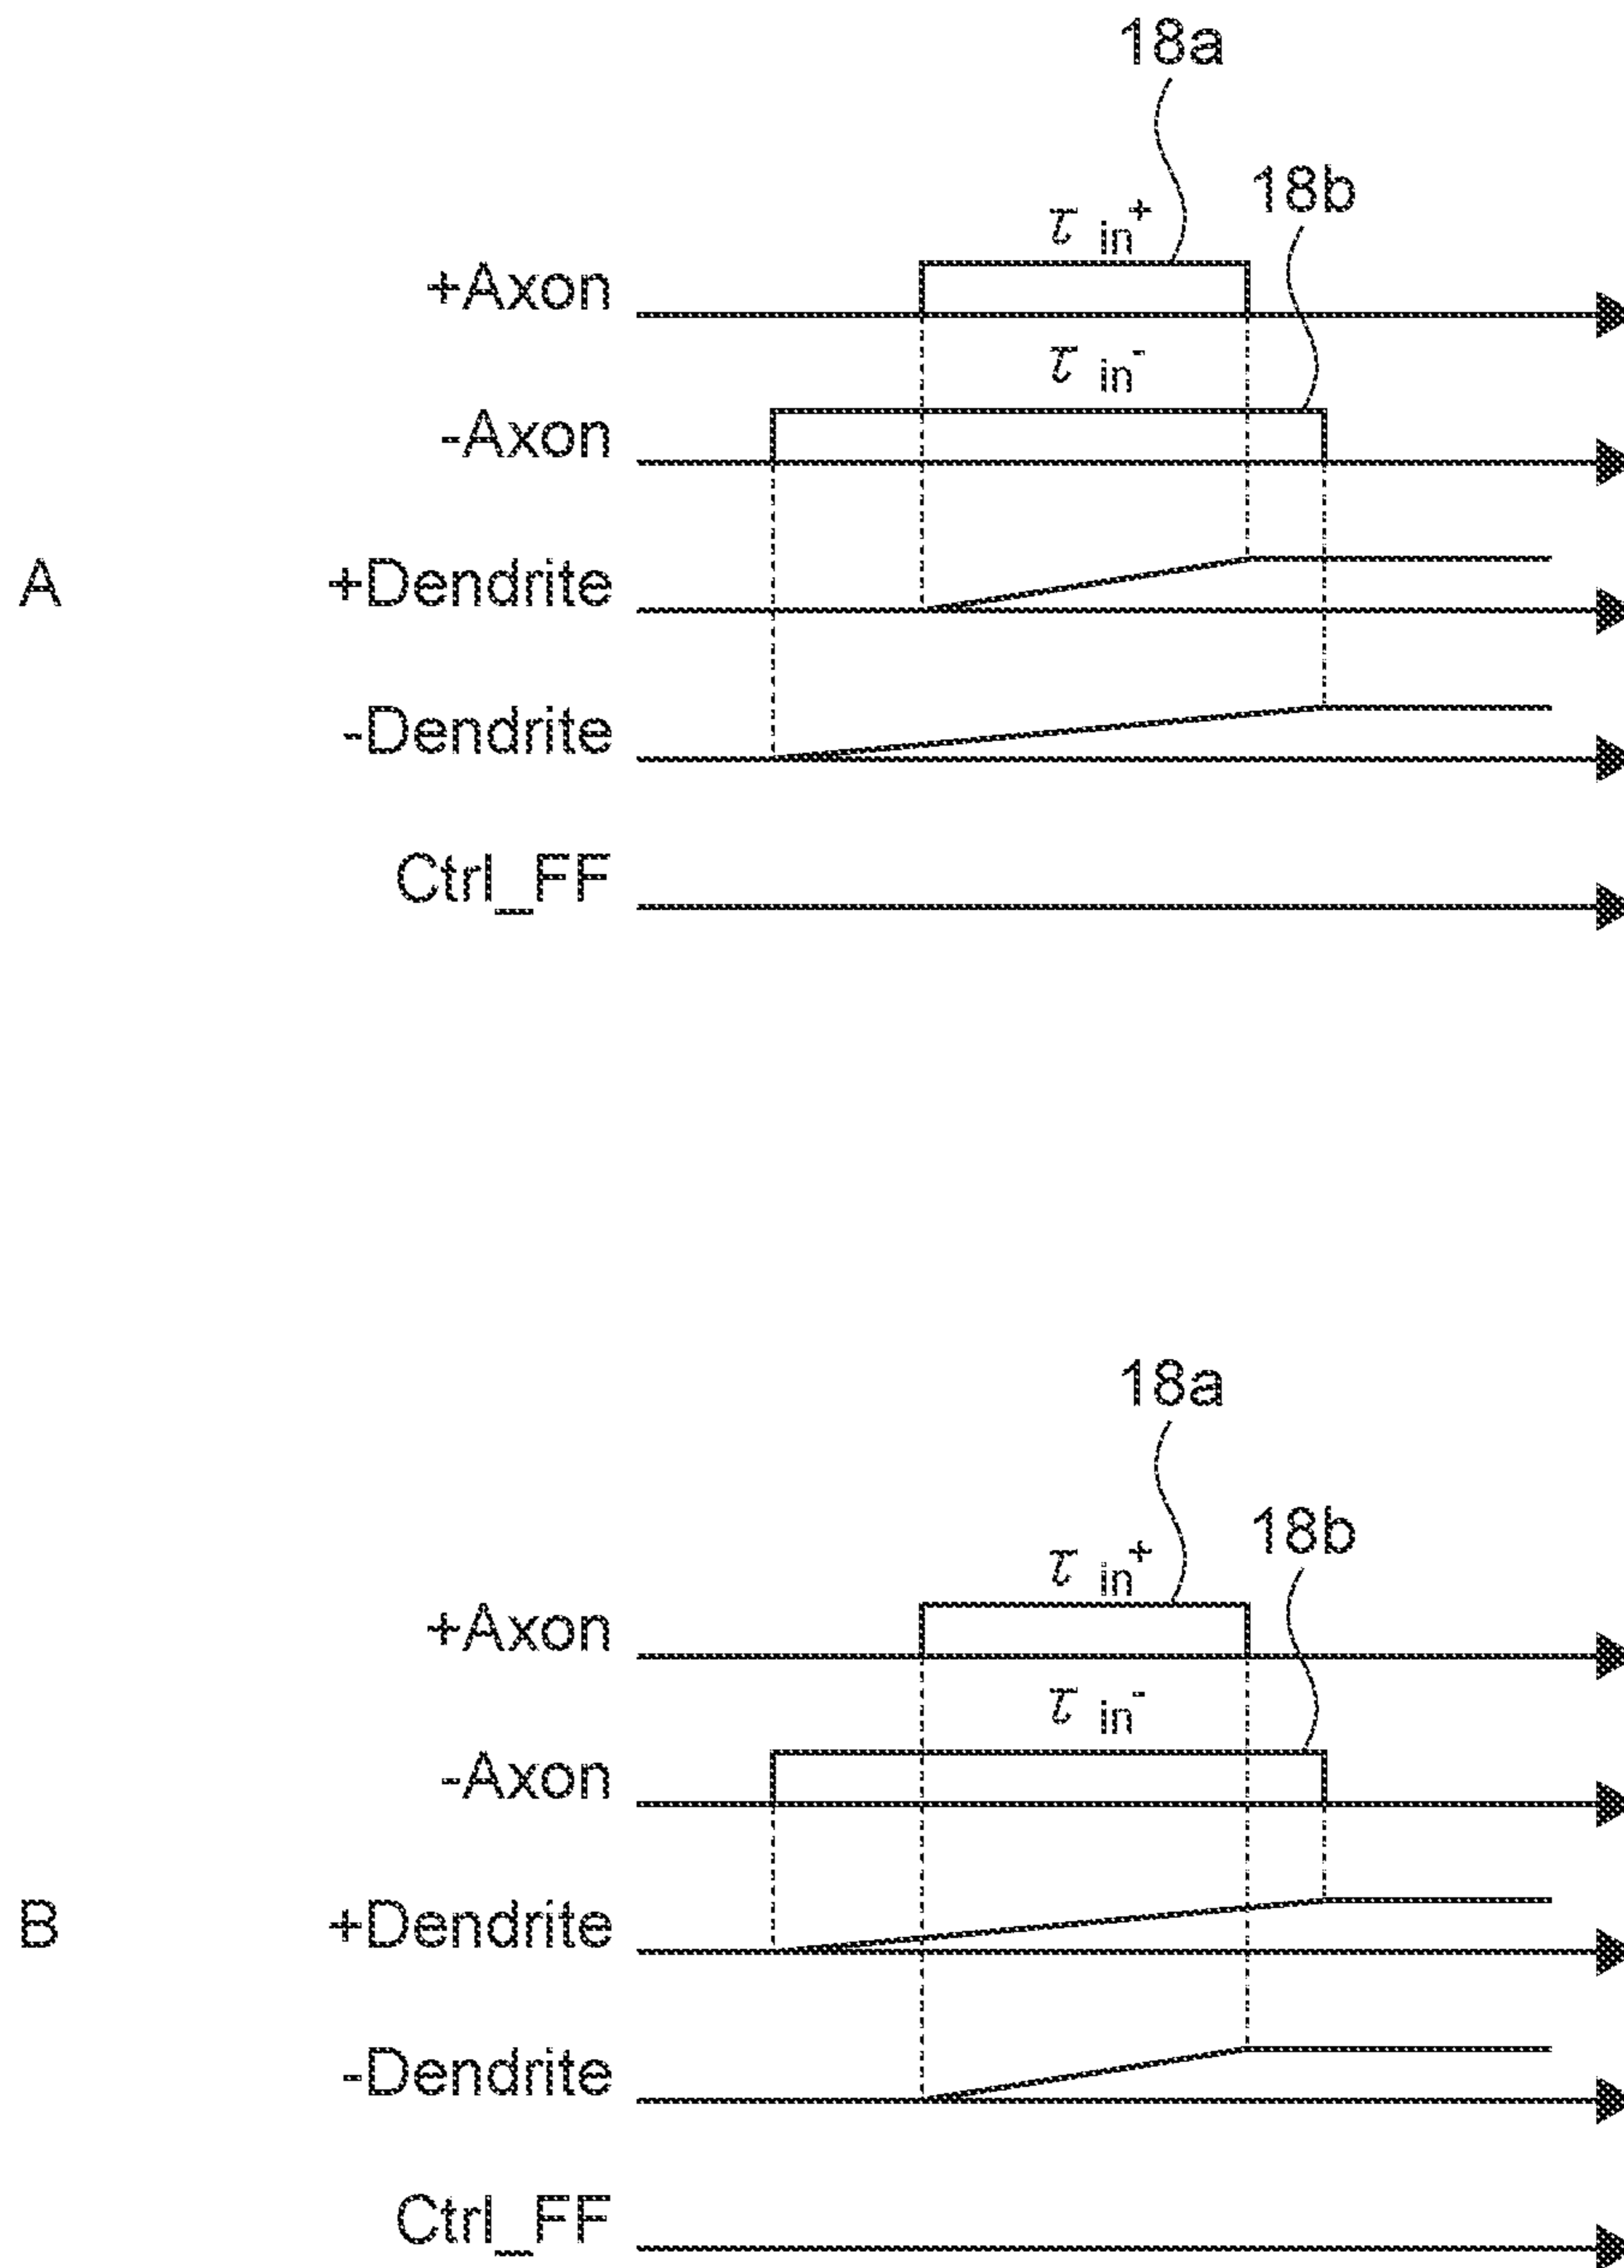 18a
18b
τ in+
+Axon
τ in-
-Axon
A
+Dendrite
-Dendrite
Ctrl_FF
18a
18b
τ in+
+Axon
τ in-
-Axon
B
+Dendrite
-Dendrite
Ctrl_FF